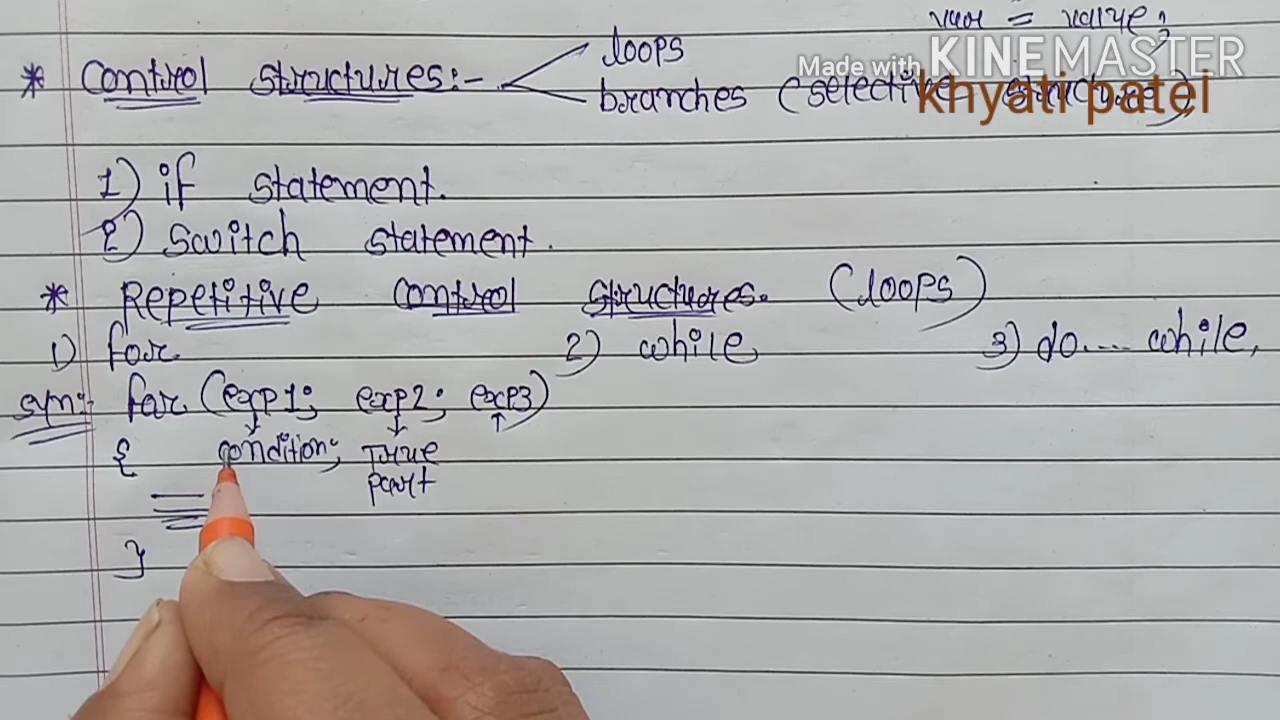 var = value;
Made with KINEMASTER
* Control structures:- loops
branches (selective structure)
khyati patel
1) if statement.
2) switch statement.
* Repetitive control structures. (loops)
1) for 2) while 3) do.... while,
syn:- for (exp1; exp2; exp3)
{ condition; True
part
}